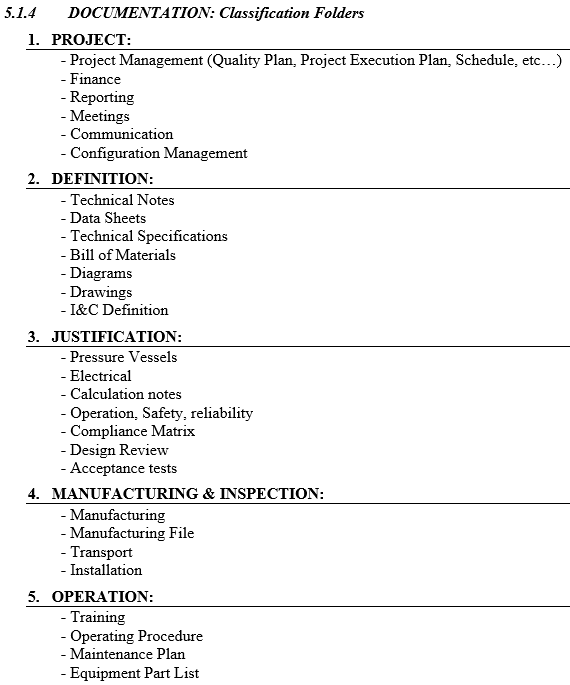 5.1.4 DOCUMENTATION: Classification Folders
1. PROJECT:
- Project Management (Quality Plan, Project Execution Plan, Schedule, etc…)
- Finance
- Reporting
- Meetings
- Communication
- Configuration Management
2. DEFINITION:
- Technical Notes
- Data Sheets
- Technical Specifications
- Bill of Materials
- Diagrams
- Drawings
- I&C Definition
3. JUSTIFICATION:
- Pressure Vessels
- Electrical
- Calculation notes
- Operation, Safety, reliability
- Compliance Matrix
- Design Review
- Acceptance tests
4. MANUFACTURING & INSPECTION:
- Manufacturing
- Manufacturing File
- Transport
- Installation
5. OPERATION:
- Training
- Operating Procedure
- Maintenance Plan
- Equipment Part List